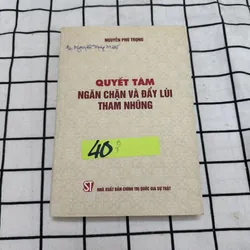 NGUYỄN PHÚ TRỌNG
QUYẾT TÂM
NGĂN CHẶN VÀ ĐẨY LÙI
THAM NHŨNG
40
ST
NHÀ XUẤT BẢN CHÍNH TRỊ QUỐC GIA SỰ THẬT